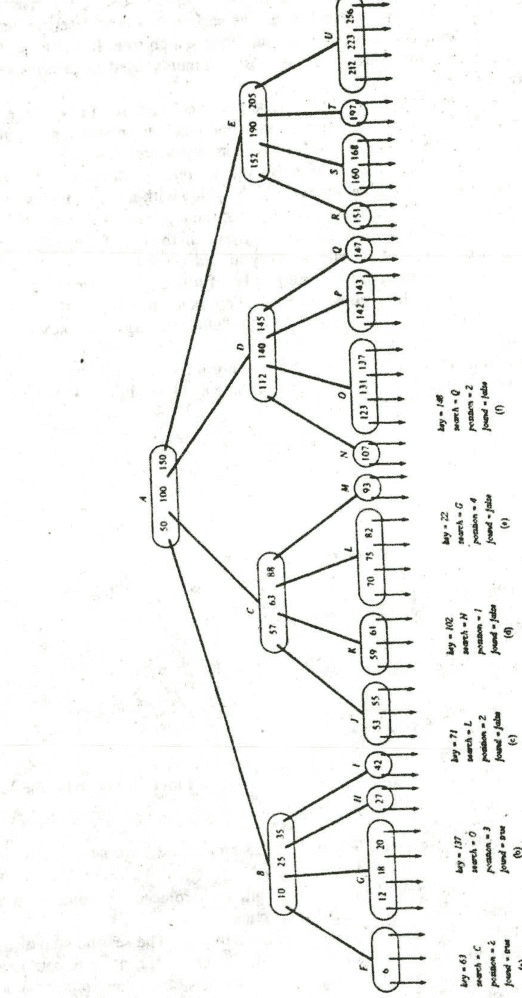 A
50 100 150
B
10 25 35
C
57 63 88
D
112 140 145
E
152 190 205
F
6
G
12 18 20
H
27
I
42
J
53 55
K
59 61
L
70 75 82
M
93
N
107
O
123 131 137
P
142 143
Q
147
R
151
S
160 168
T
197
U
212 223 256
key = 63
search = C
position = 2
found = true
(a)
key = 137
search = O
position = 3
found = true
(b)
key = 71
search = L
position = 2
found = false
(c)
key = 102
search = N
position = 1
found = false
(d)
key = 22
search = G
position = 4
found = false
(e)
key = 148
search = Q
position = 2
found = false
(f)